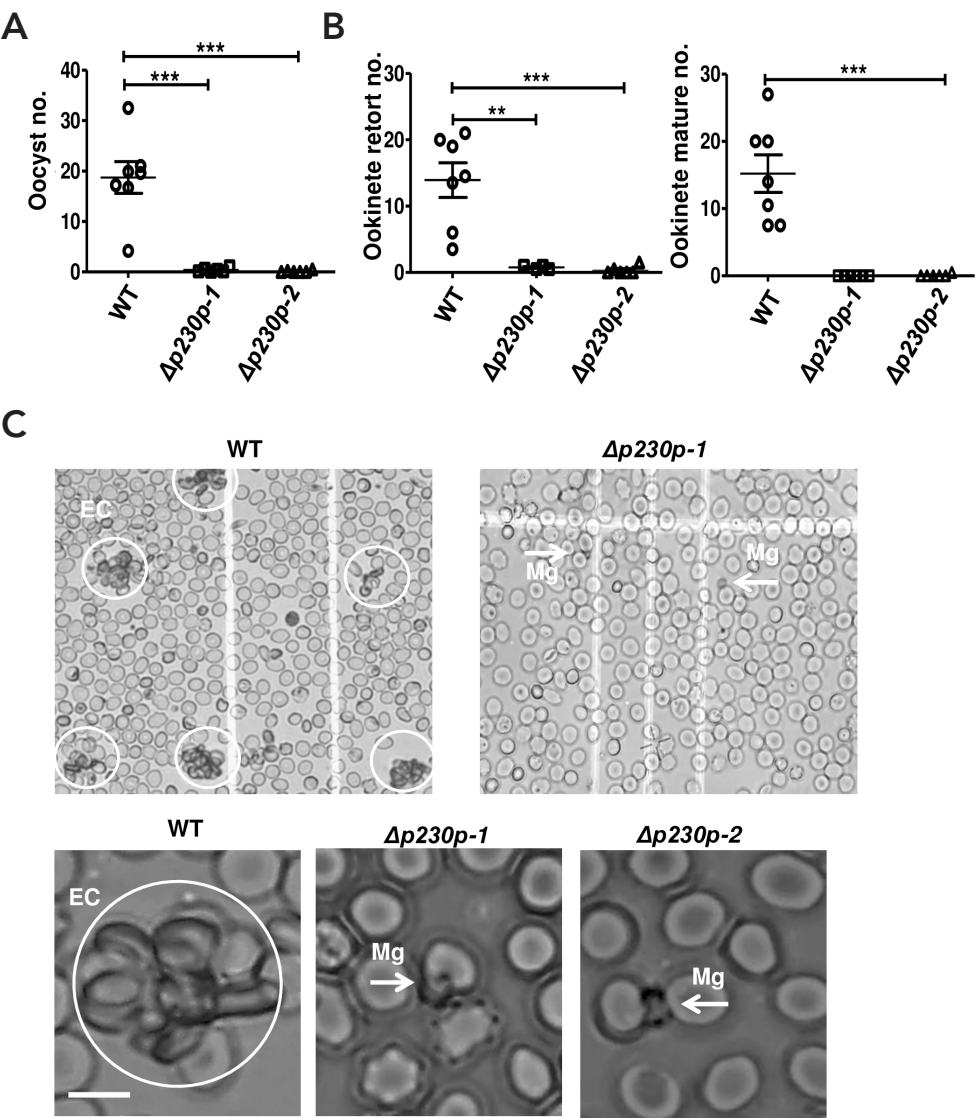 A
***
***
40
30
20
10
0
Oocyst no.
WT
Δp230p-1
Δp230p-2
B
***
**
30
20
10
0
Ookinete retort no.
WT
Δp230p-1
Δp230p-2
***
30
20
10
0
Ookinete mature no.
WT
Δp230p-1
Δp230p-2
C
WT
EC
Δp230p-1
Mg
Mg
WT
EC
Δp230p-1
Mg
Δp230p-2
Mg